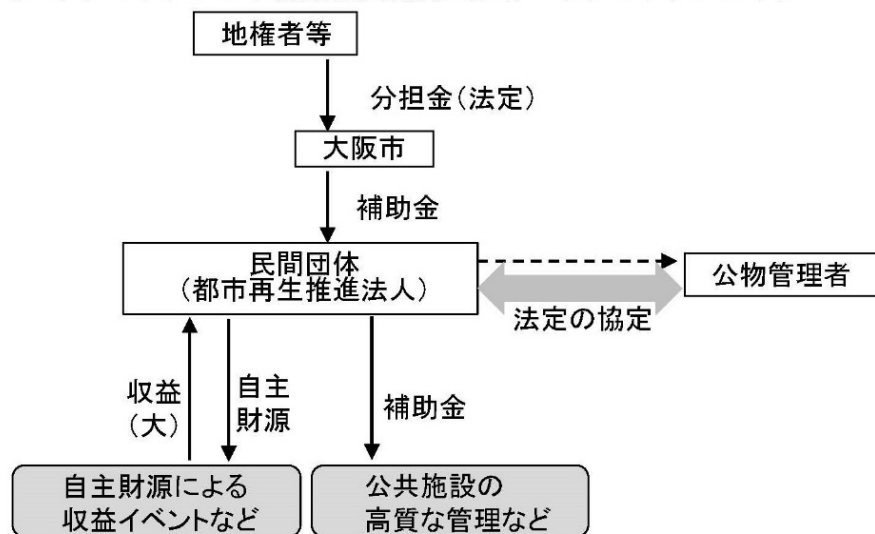 地権者等
分担金(法定)
大阪市
補助金
民間団体
(都市再生推進法人)
公物管理者
法定の協定
収益
(大)
自主
財源
補助金
自主財源による
収益イベントなど
公共施設の
高質な管理など